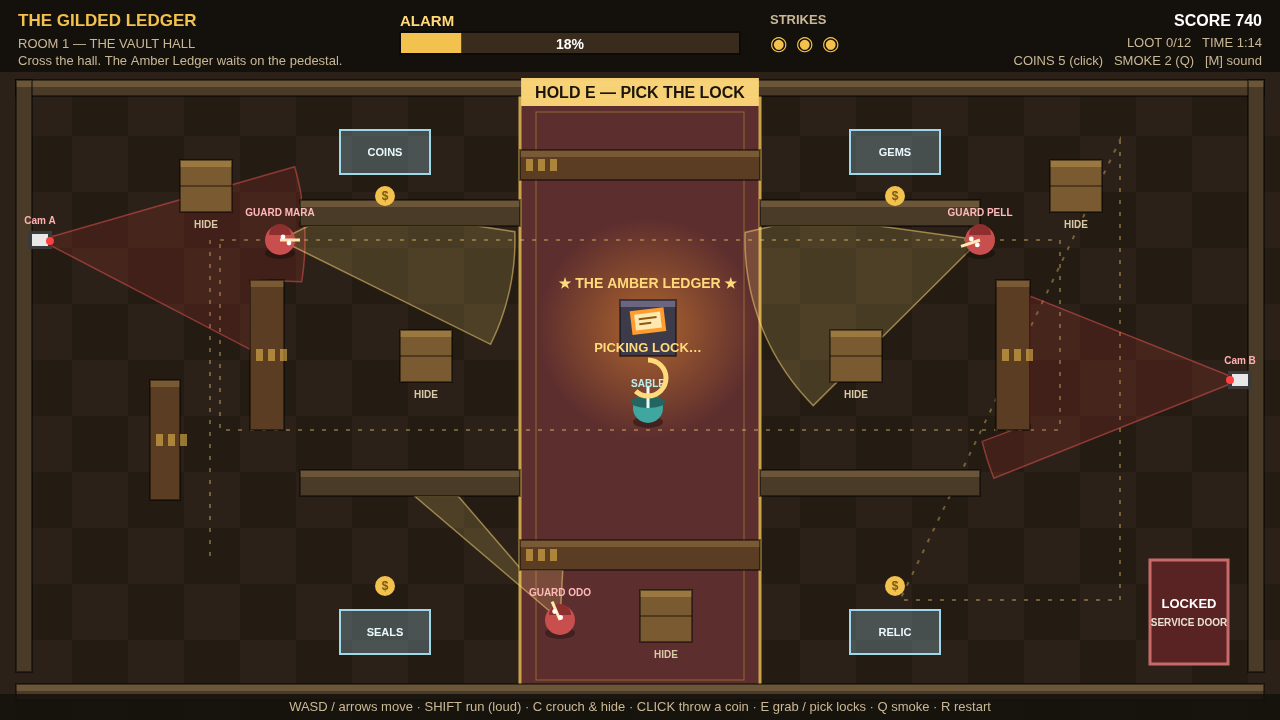 THE GILDED LEDGER
ROOM 1 — THE VAULT HALL
Cross the hall. The Amber Ledger waits on the pedestal.
ALARM
18%
STRIKES
SCORE 740
LOOT 0/12 TIME 1:14
COINS 5 (click) SMOKE 2 (Q) [M] sound
HOLD E — PICK THE LOCK
COINS
GEMS
$
$
HIDE
HIDE
Cam A
GUARD MARA
GUARD PELL
★ THE AMBER LEDGER ★
PICKING LOCK…
SABLE
Cam B
HIDE
HIDE
$
$
GUARD ODO
SEALS
HIDE
RELIC
LOCKED
SERVICE DOOR
WASD / arrows move · SHIFT run (loud) · C crouch & hide · CLICK throw a coin · E grab / pick locks · Q smoke · R restart